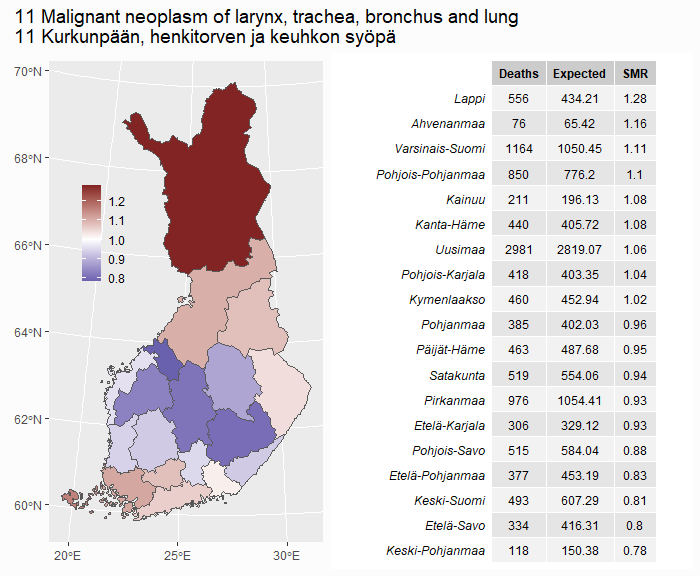 11 Malignant neoplasm of larynx, trachea, bronchus and lung
11 Kurkunpään, henkitorven ja keuhkon syöpä
70°N
68°N
66°N
64°N
62°N
60°N
20°E 25°E 30°E
1.2
1.1
1.0
0.9
0.8
Deaths Expected SMR
Lappi 556 434.21 1.28
Ahvenanmaa 76 65.42 1.16
Varsinais-Suomi 1164 1050.45 1.11
Pohjois-Pohjanmaa 850 776.2 1.1
Kainuu 211 196.13 1.08
Kanta-Häme 440 405.72 1.08
Uusimaa 2981 2819.07 1.06
Pohjois-Karjala 418 403.35 1.04
Kymenlaakso 460 452.94 1.02
Pohjanmaa 385 402.03 0.96
Päijät-Häme 463 487.68 0.95
Satakunta 519 554.06 0.94
Pirkanmaa 976 1054.41 0.93
Etelä-Karjala 306 329.12 0.93
Pohjois-Savo 515 584.04 0.88
Etelä-Pohjanmaa 377 453.19 0.83
Keski-Suomi 493 607.29 0.81
Etelä-Savo 334 416.31 0.8
Keski-Pohjanmaa 118 150.38 0.78